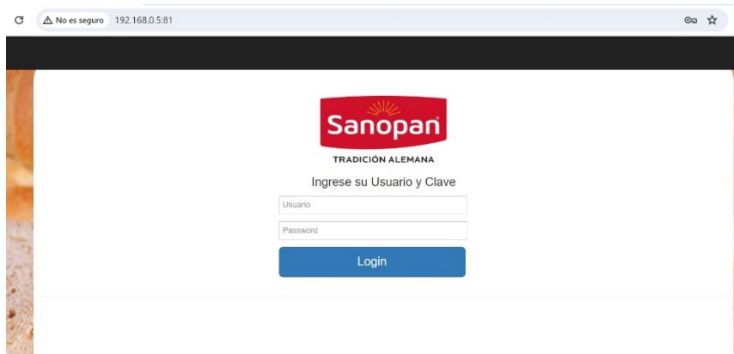 No es seguro 192.168.0.5:81
Sanopan
TRADICIÓN ALEMANA
Ingrese su Usuario y Clave
Usuario
Password
Login